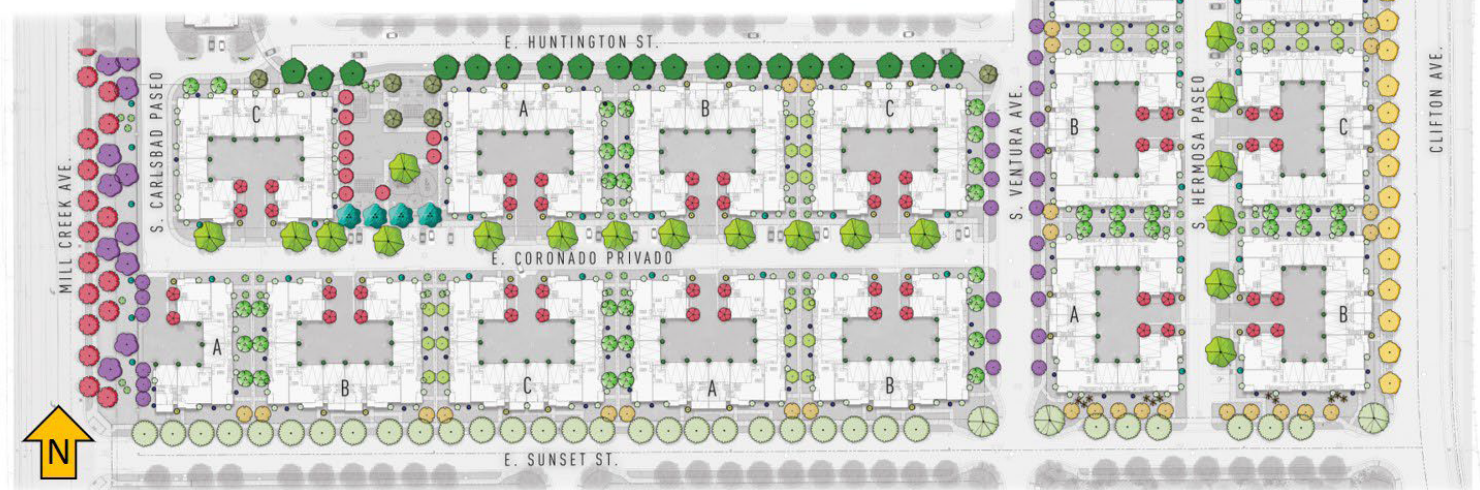 E. HUNTINGTON ST.
MILL CREEK AVE.
S. CARLSBAD PASEO
C
A
B
C
S. VENTURA AVE.
B
S. HERMOSA PASEO
C
CLIFTON AVE.
E. CORONADO PRIVADO
A
B
C
A
B
A
B
N
E. SUNSET ST.